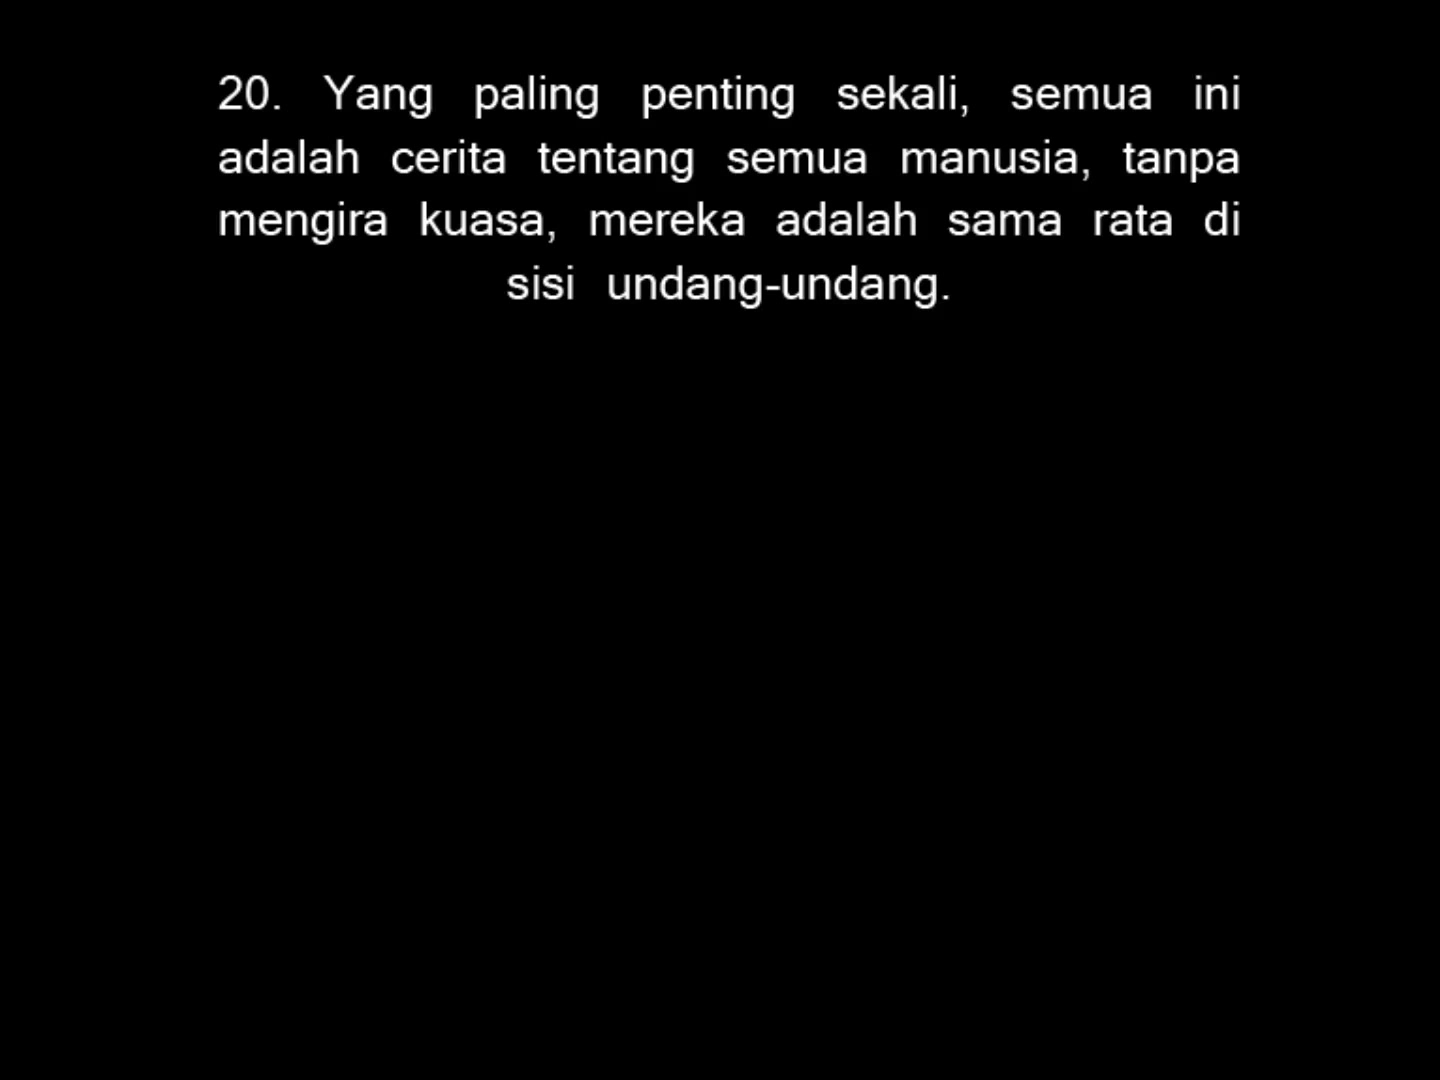 20. Yang paling penting sekali, semua ini
adalah cerita tentang semua manusia, tanpa
mengira kuasa, mereka adalah sama rata di
sisi undang-undang.